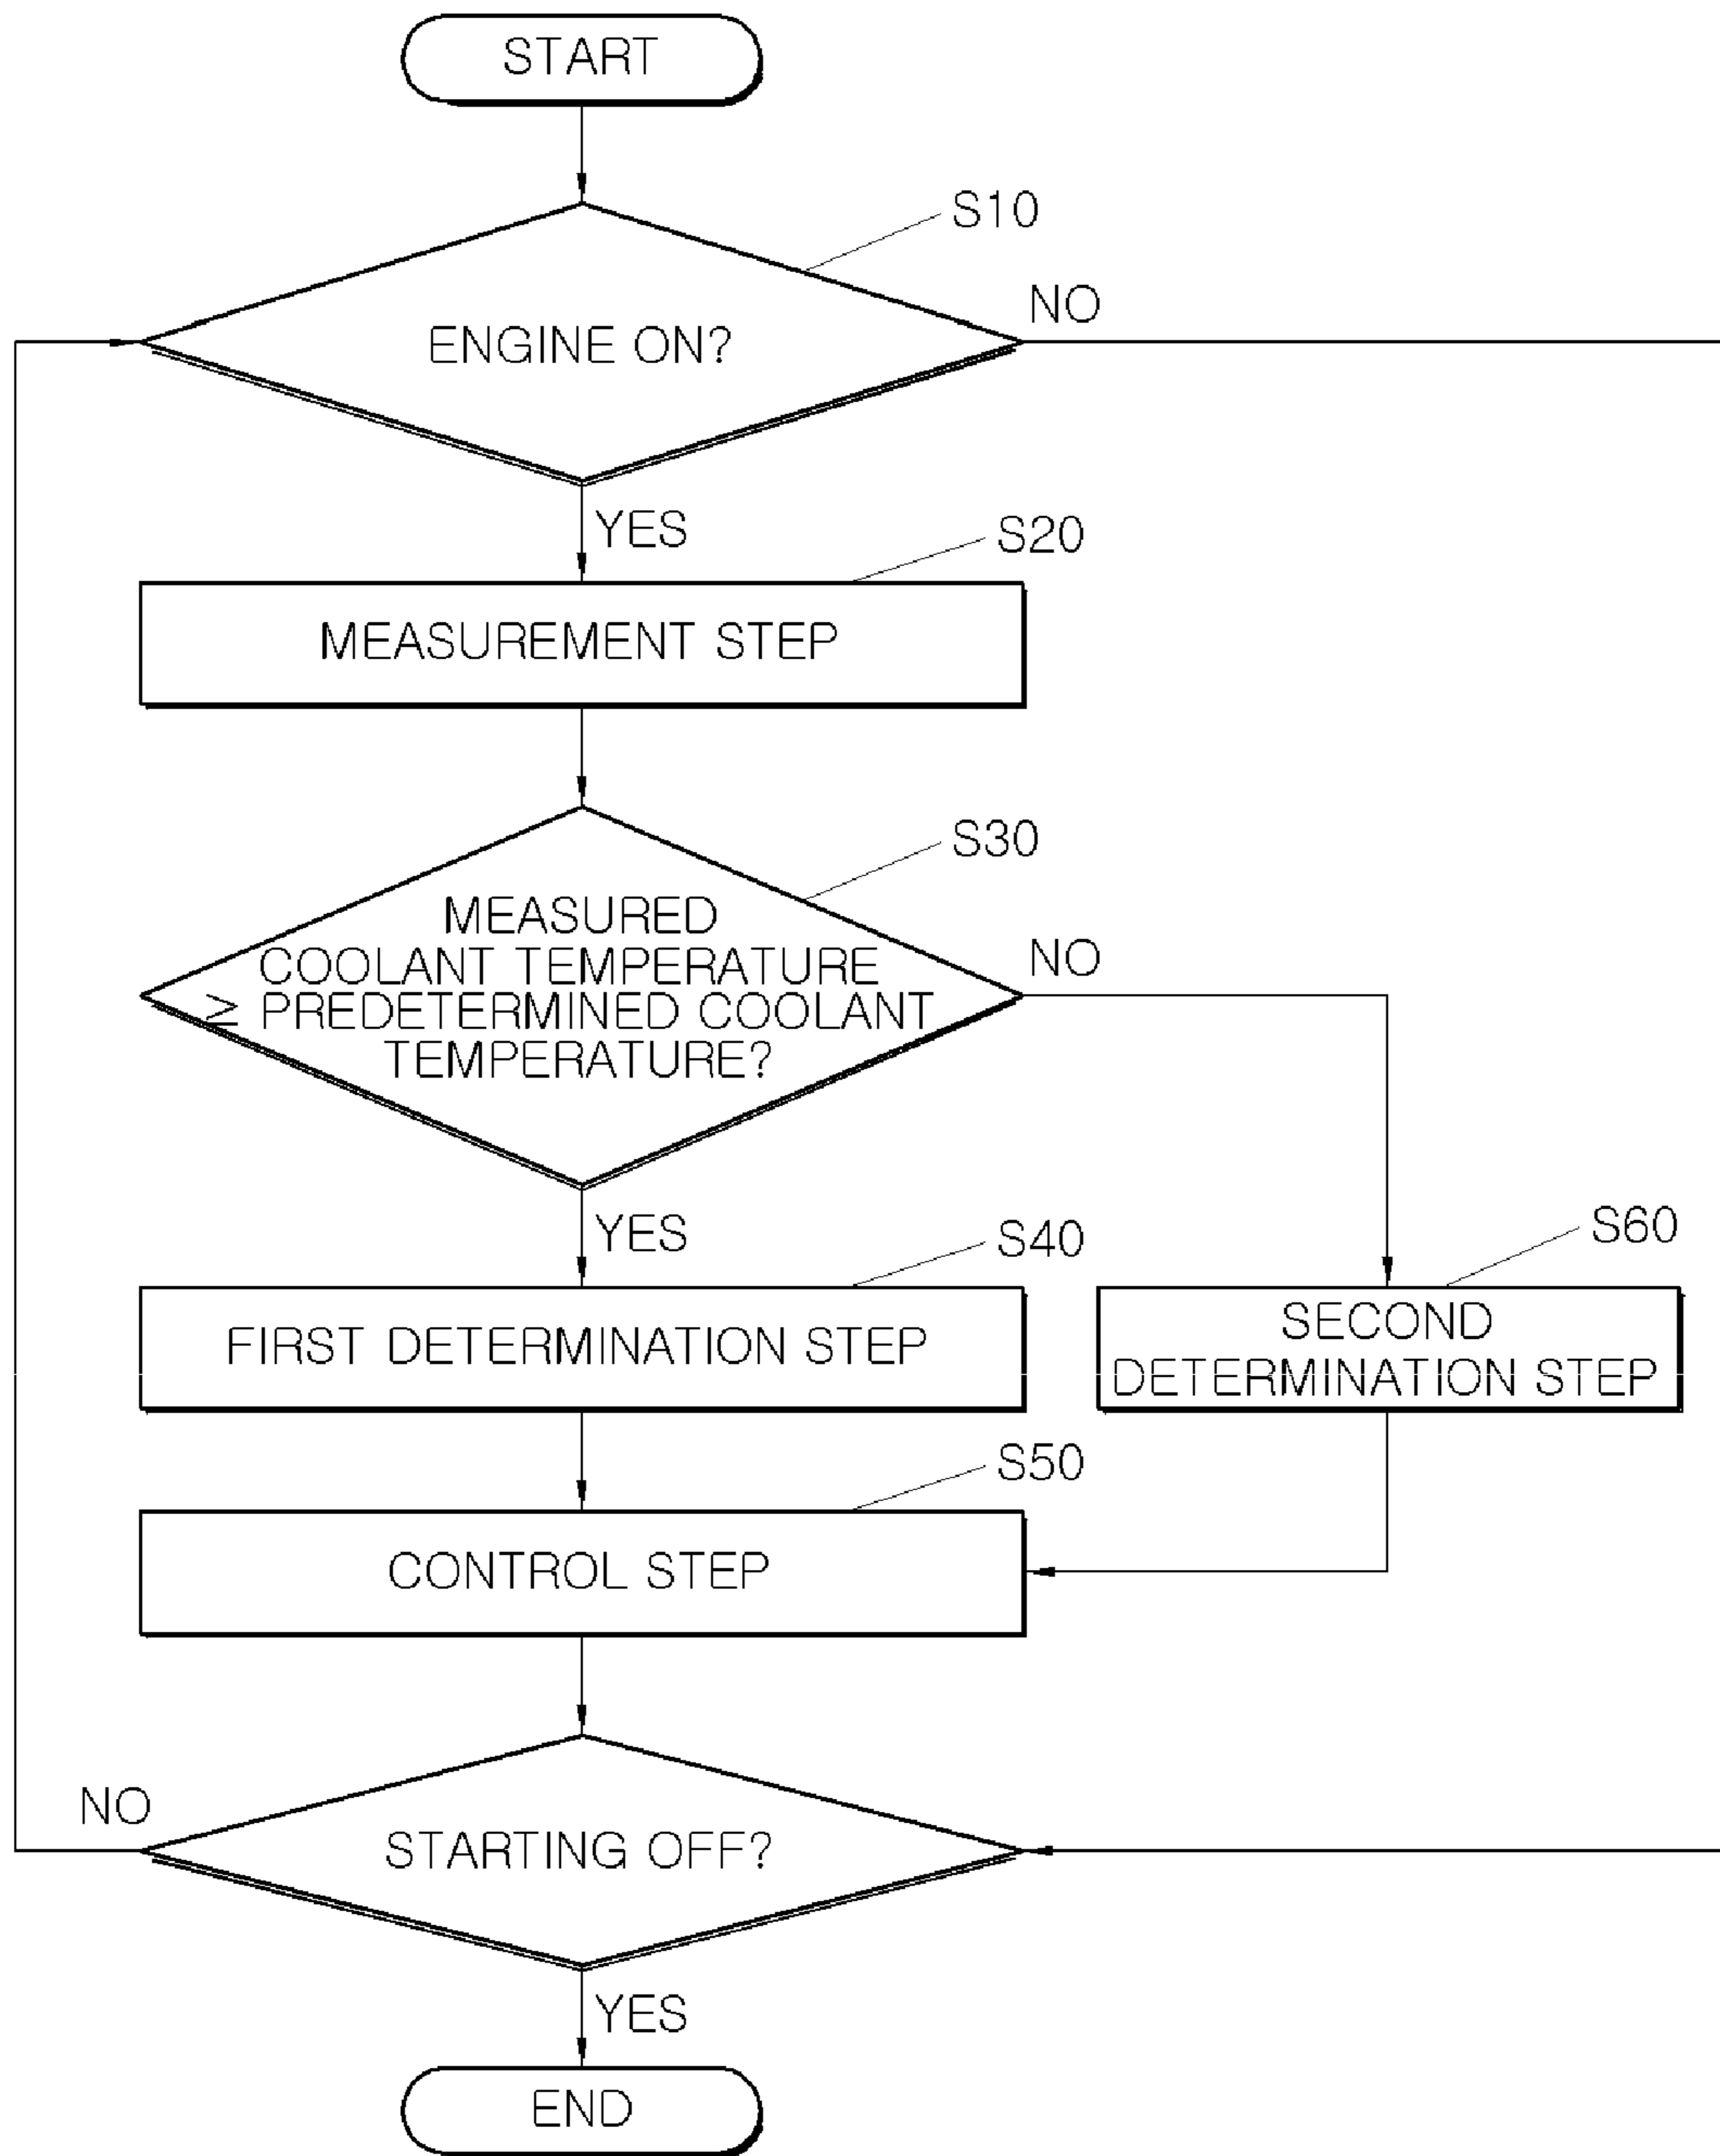 START
S10
NO
ENGINE ON?
YES
S20
MEASUREMENT STEP
S30
MEASURED
COOLANT TEMPERATURE
≥ PREDETERMINED COOLANT
TEMPERATURE?
NO
YES
S40
S60
FIRST DETERMINATION STEP
SECOND
DETERMINATION STEP
S50
CONTROL STEP
NO
STARTING OFF?
YES
END